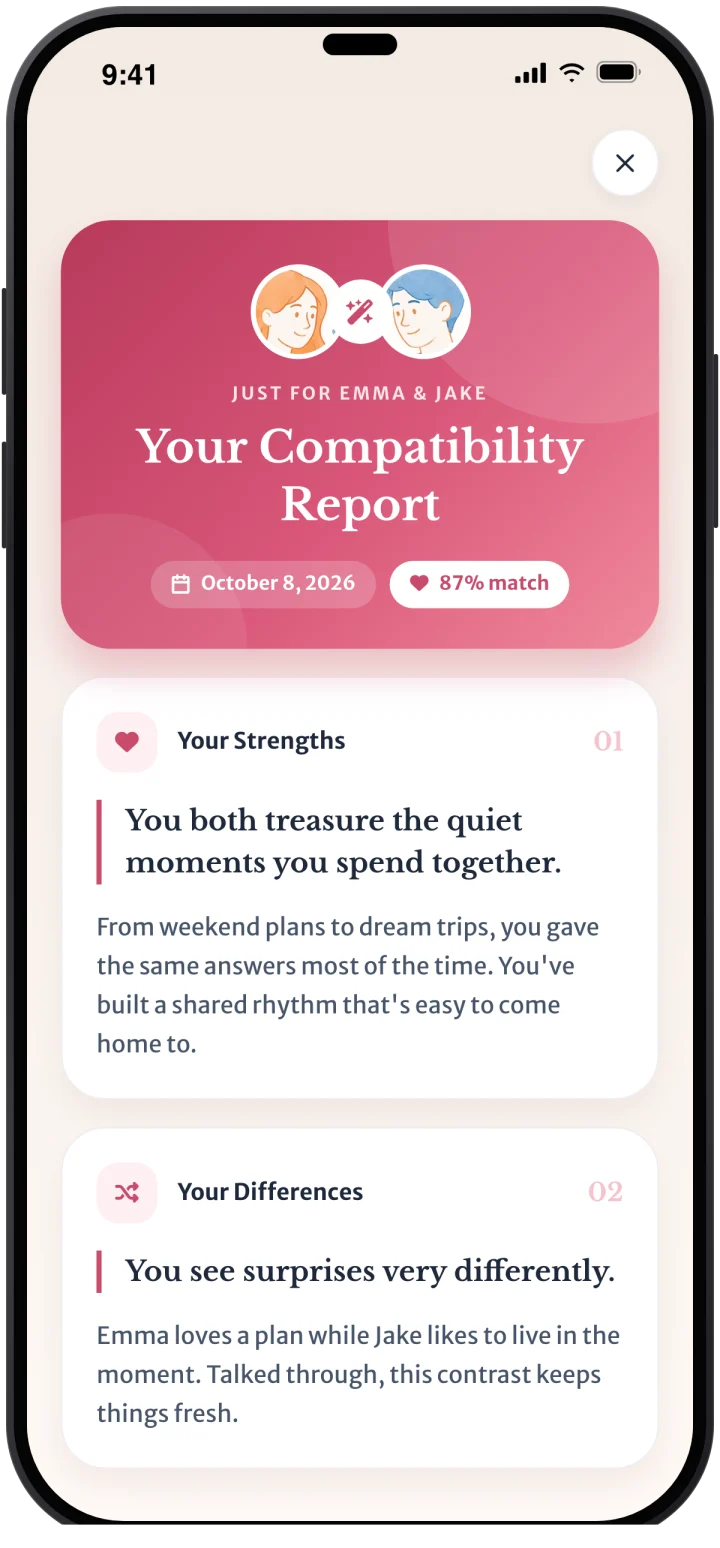 9:41
JUST FOR EMMA & JAKE
Your Compatibility
Report
October 8, 2026
87% match
Your Strengths
01
You both treasure the quiet
moments you spend together.
From weekend plans to dream trips, you gave
the same answers most of the time. You've
built a shared rhythm that's easy to come
home to.
Your Differences
02
You see surprises very differently.
Emma loves a plan while Jake likes to live in the
moment. Talked through, this contrast keeps
things fresh.